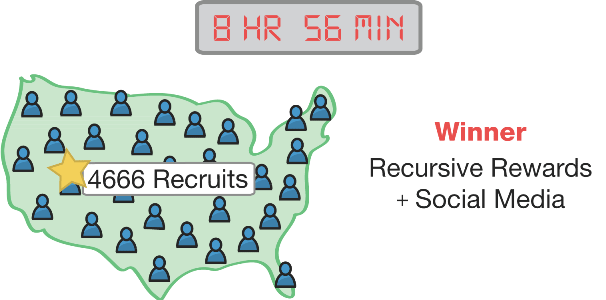 8 HR 56 MIN
Winner
Recursive Rewards
+ Social Media
4666 Recruits